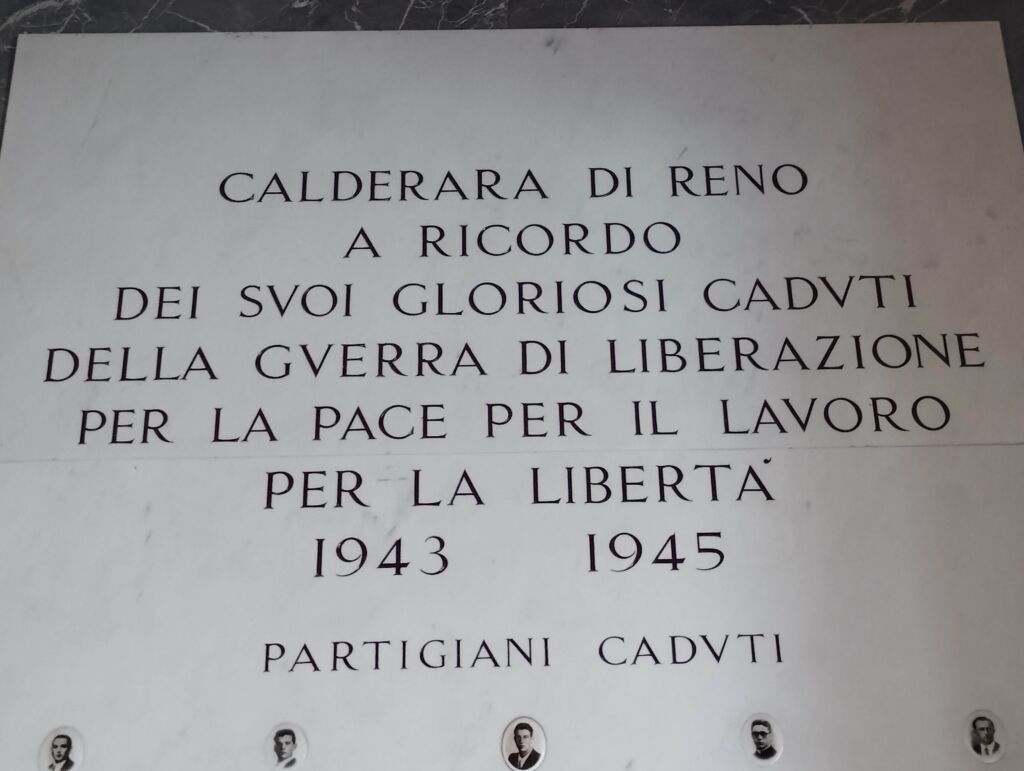 CALDERARA DI RENO
A RICORDO
DEI SVOI GLORIOSI CADVTI
DELLA GVERRA DI LIBERAZIONE
PER LA PACE PER IL LAVORO
PER LA LIBERTÀ
1943 1945
PARTIGIANI CADVTI